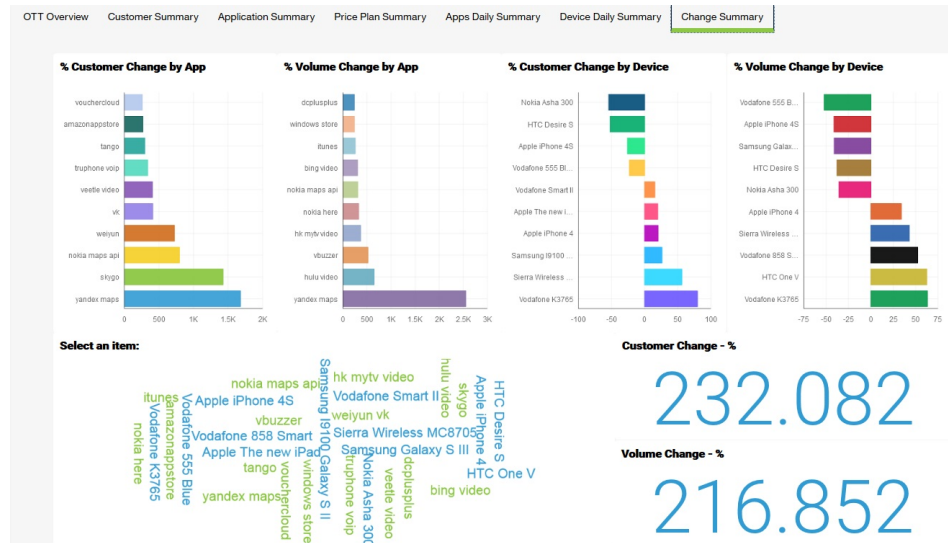 OTT Overview Customer Summary Application Summary Price Plan Summary Apps Daily Summary Device Daily Summary Change Summary
% Customer Change by App
vouchercloud
amazonappstore
tango
truphone voip
veetle video
vk
weiyun
nokia maps api
skygo
yandex maps
0 500 1K 1.5K 2K
% Volume Change by App
dcplusplus
windows store
itunes
bing video
nokia maps api
nokia here
hk mytv video
vbuzzer
hulu video
yandex maps
0 500 1K 1.5K 2K 2.5K 3K
% Customer Change by Device
Nokia Asha 300
HTC Desire S
Apple iPhone 4S
Vodafone 555 Bl...
Vodafone Smart II
Apple The new i...
Apple iPhone 4
Samsung I9100 ...
Sierra Wireless ...
Vodafone K3765
-100 -50 0 50 100
% Volume Change by Device
Vodafone 555 B...
Apple iPhone 4S
Samsung Galax...
HTC Desire S
Nokia Asha 300
Apple iPhone 4
Sierra Wireless ...
Vodafone 858 S...
HTC One V
Vodafone K3765
-75 -50 -25 0 25 50 75
Select an item:
nokia here
itunes
Vodafone K3765
amazonappstore
Vodafone 555 Blue
Apple iPhone 4S
nokia maps api
vbuzzer
Vodafone 858 Smart
Apple The new iPad
tango
yandex maps
vouchercloud
windows store
Samsung I9100 Galaxy S II
hk mytv video
Vodafone Smart II
weiyun
vk
Sierra Wireless MC8705
Samsung Galaxy S III
truphone voip
Nokia Asha 300
veetle video
dcplusplus
hulu video
skygo
Apple iPhone 4
HTC Desire S
HTC One V
bing video
Customer Change - %
232.082
Volume Change - %
216.852